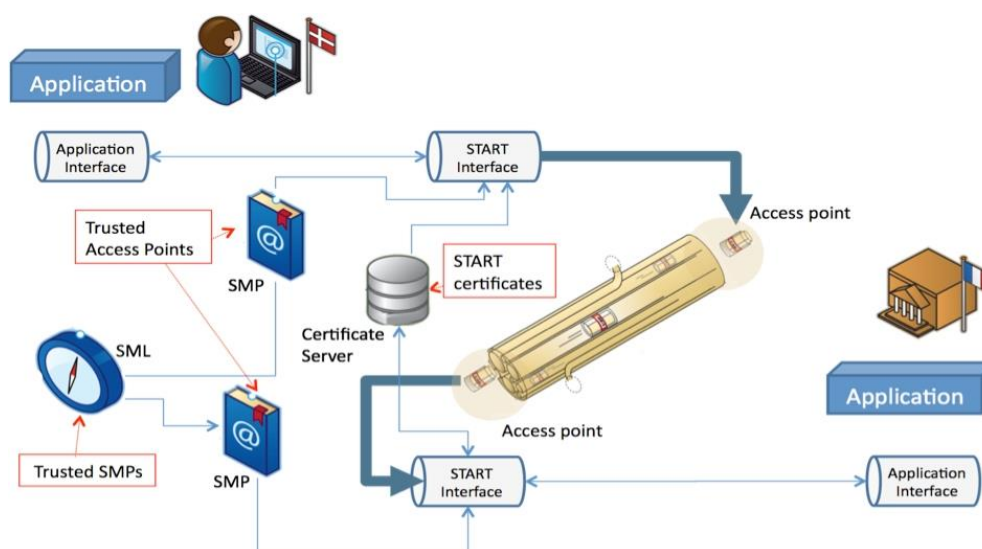 Application
Application
Interface
START
Interface
Access point
Trusted
Access Points
SMP
START
certificates
Certificate
Server
SML
Application
Access point
Trusted SMPs
SMP
START
Interface
Application
Interface